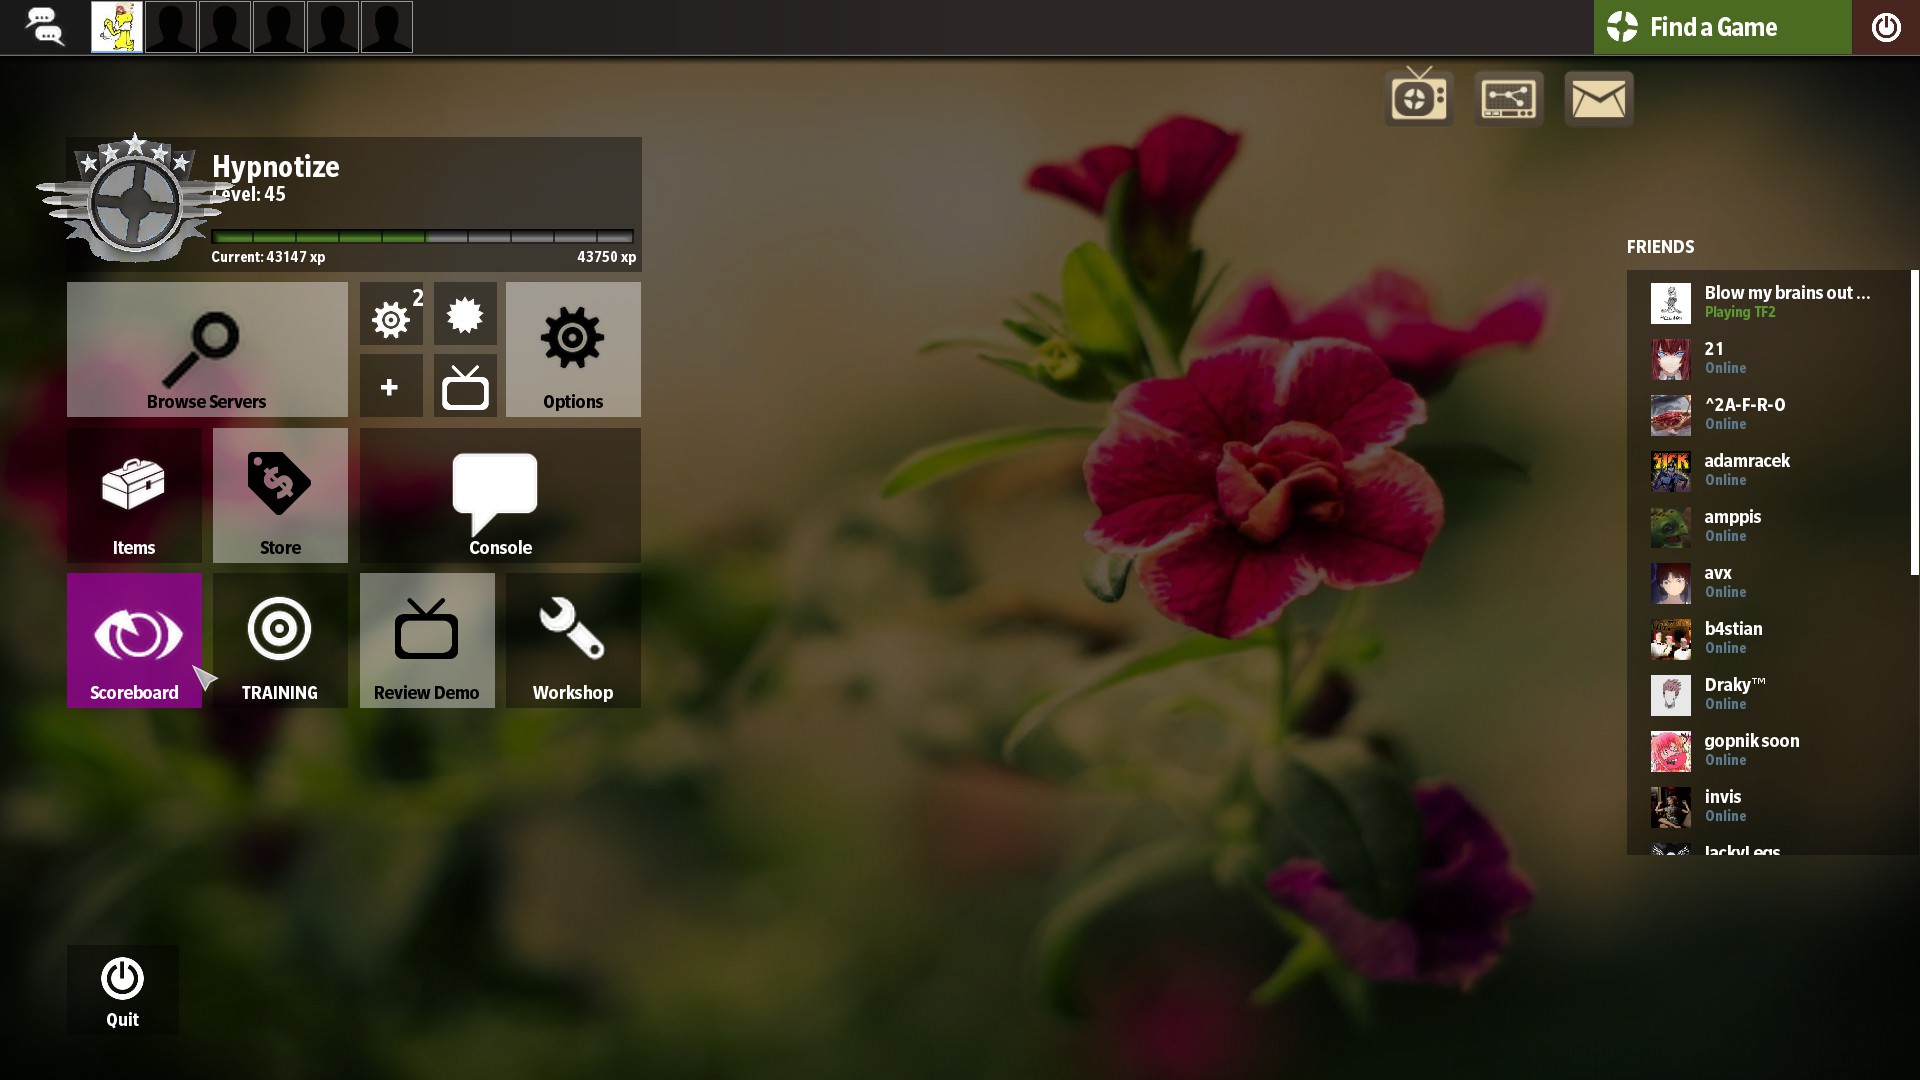 Find a Game
Hypnotize
Level: 45
Current: 43147 xp
43750 xp
Browse Servers
2
+
Options
Items
Store
Console
Scoreboard
TRAINING
Review Demo
Workshop
Quit
FRIENDS
Blow my brains out ...
Playing TF2
21
Online
^2A-F-R-O
Online
adamracek
Online
amppis
Online
avx
Online
b4stian
Online
Draky™
Online
gopnik soon
Online
invis
Online
JackyLegs